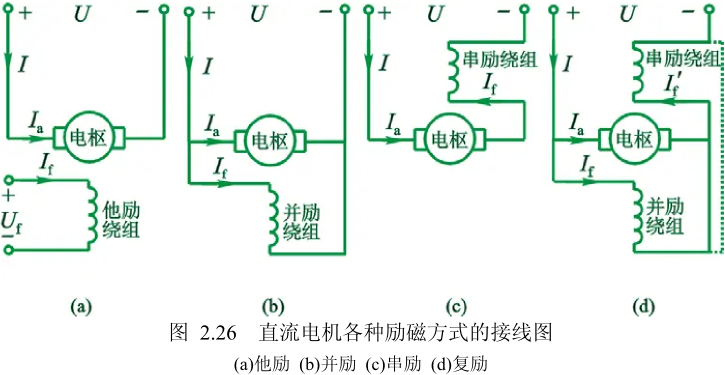 + U −
I
I_a 电枢
I_f
+
U_f
−
他励
绕组
(a)
+ U −
I
I_a 电枢
I_f
并励
绕组
(b)
+ U −
I 串励绕组
I_f
I_a 电枢
(c)
+ U −
I 串励绕组
I_f′
I_a 电枢
I_f
并励
绕组
(d)
图 2.26 直流电机各种励磁方式的接线图
(a)他励 (b)并励 (c)串励 (d)复励